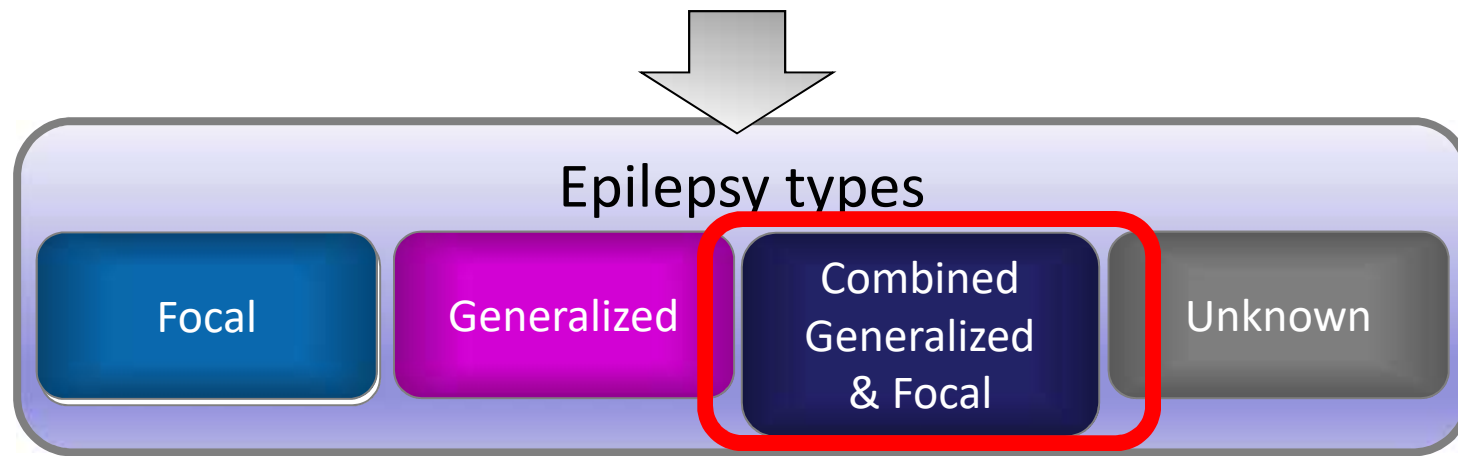 Epilepsy types
Focal
Generalized
Combined
Generalized
& Focal
Unknown